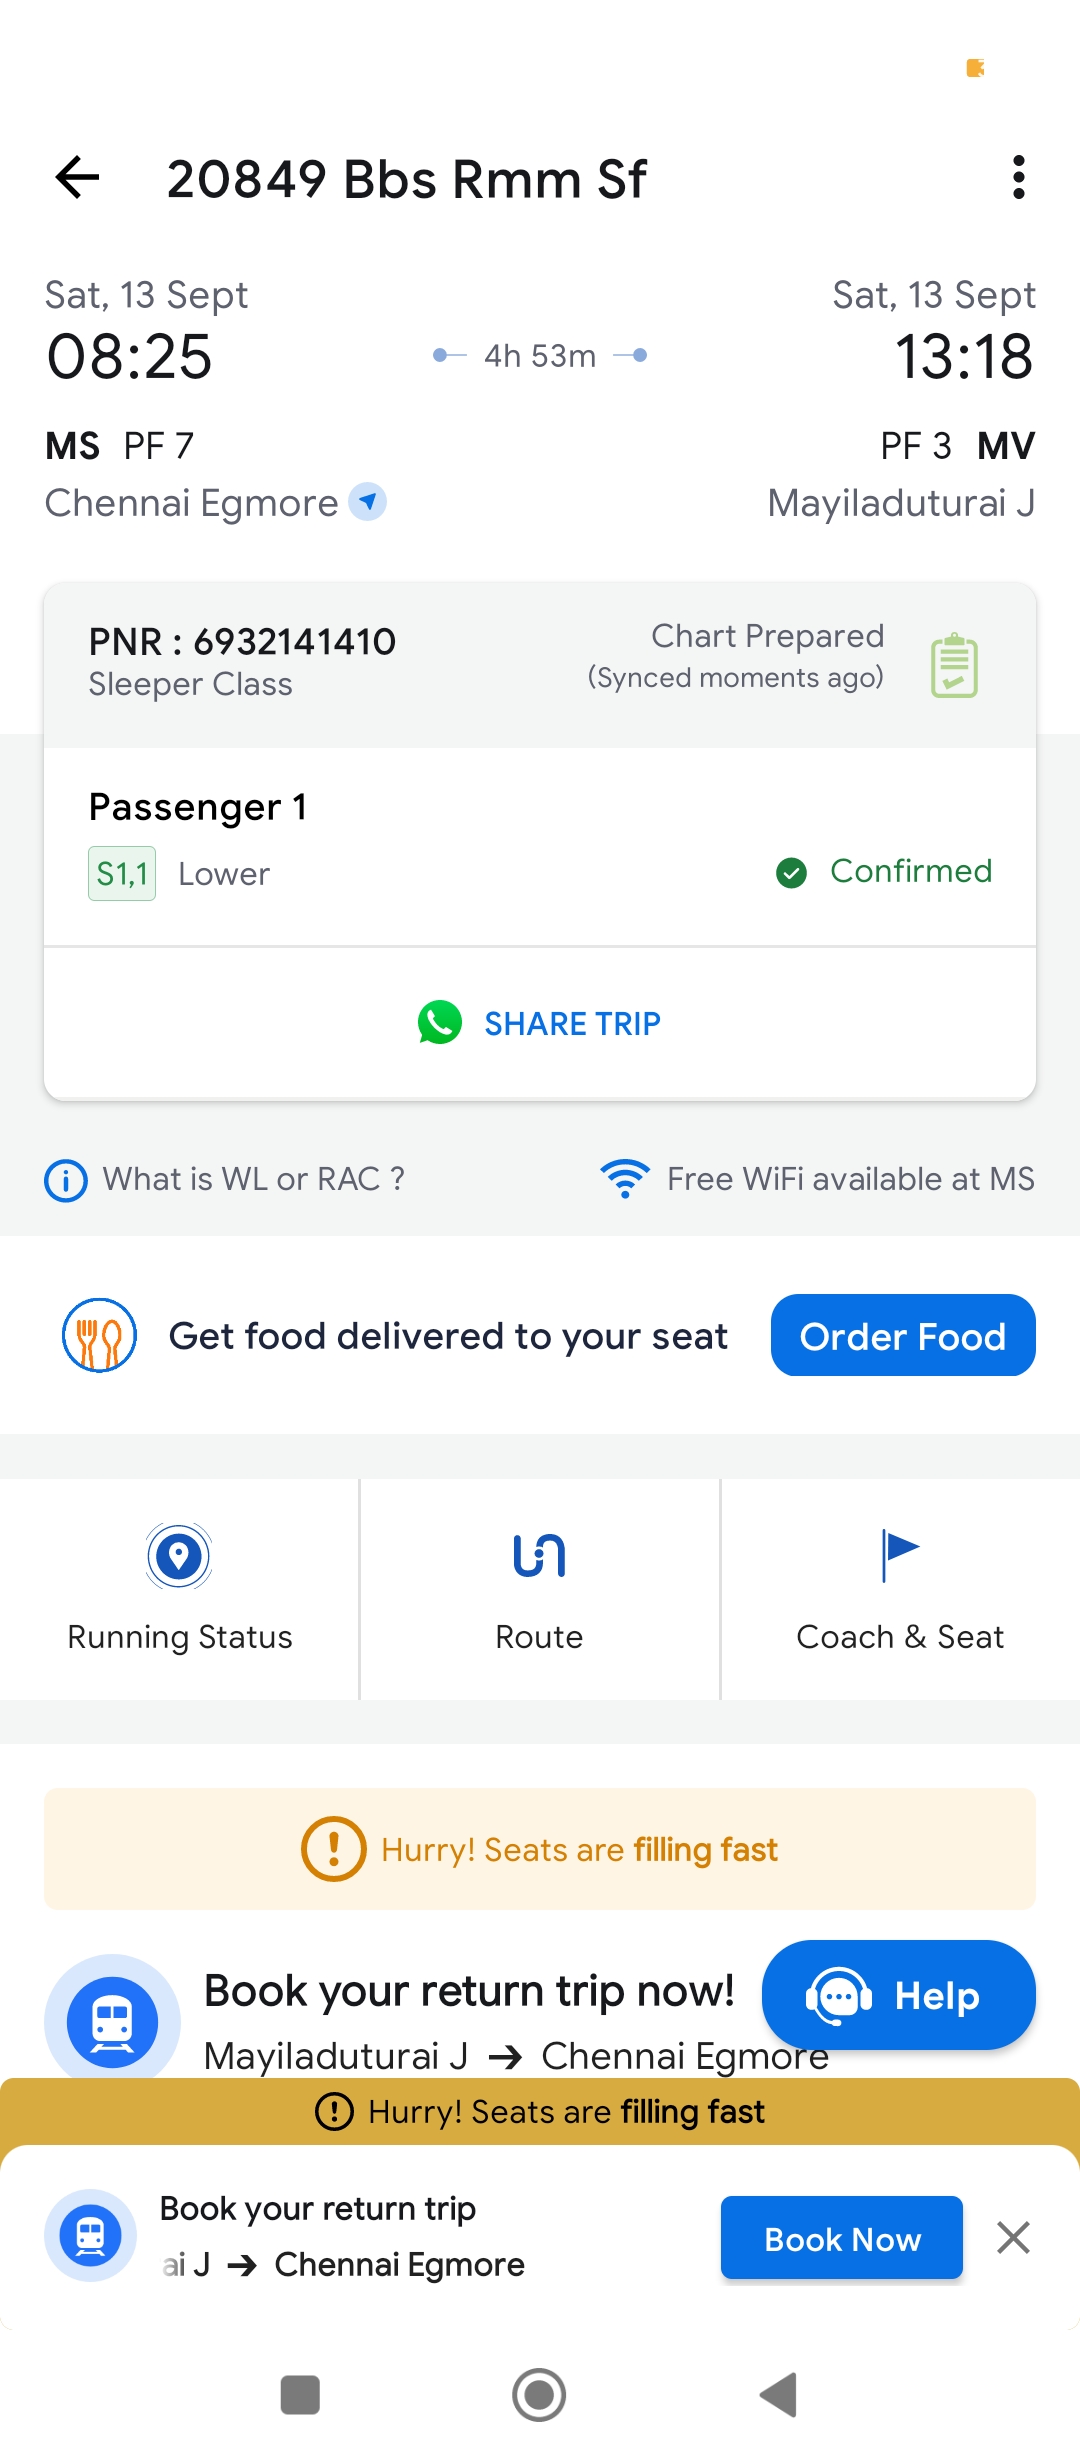 20849 Bbs Rmm Sf
Sat, 13 Sept
Sat, 13 Sept
08:25
4h 53m
13:18
MS PF 7
PF 3 MV
Chennai Egmore
Mayiladuturai J
PNR : 6932141410
Chart Prepared
Sleeper Class
(Synced moments ago)
Passenger 1
S1,1 Lower
Confirmed
SHARE TRIP
What is WL or RAC ?
Free WiFi available at MS
Get food delivered to your seat
Order Food
Running Status
Route
Coach & Seat
Hurry! Seats are filling fast
Book your return trip now!
Help
Mayiladuturai J → Chennai Egmore
Hurry! Seats are filling fast
Book your return trip
ai J → Chennai Egmore
Book Now